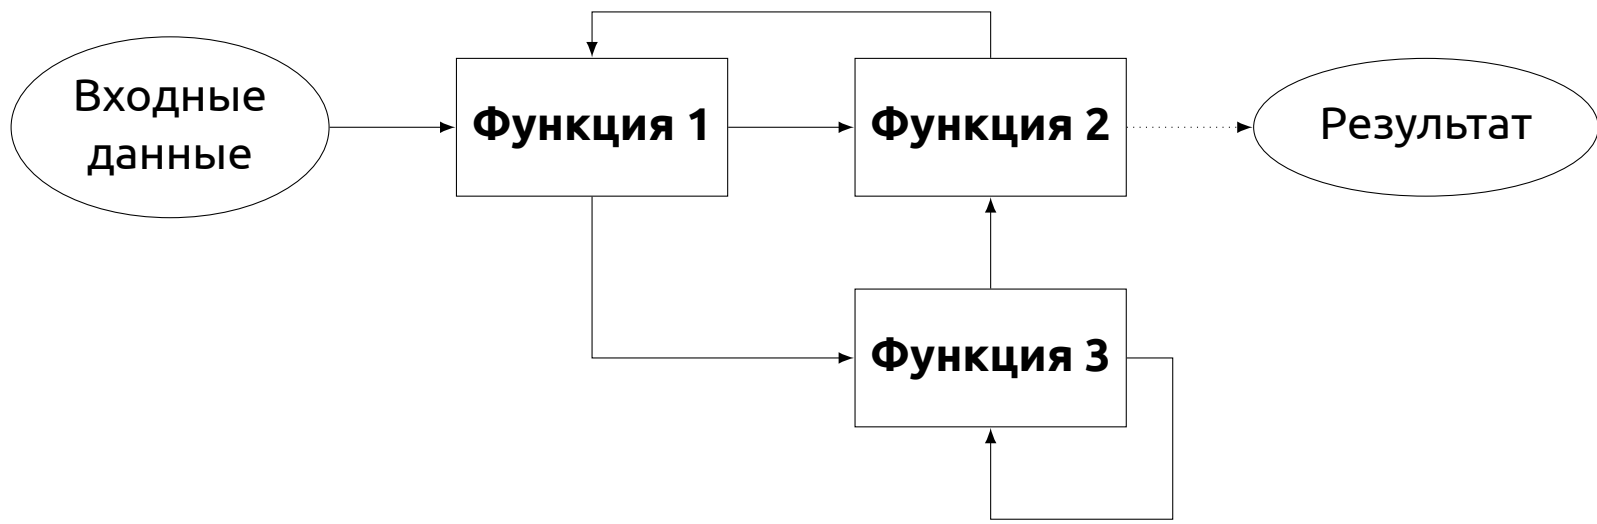 Входные
данные
Функция 1
Функция 2
Результат
Функция 3